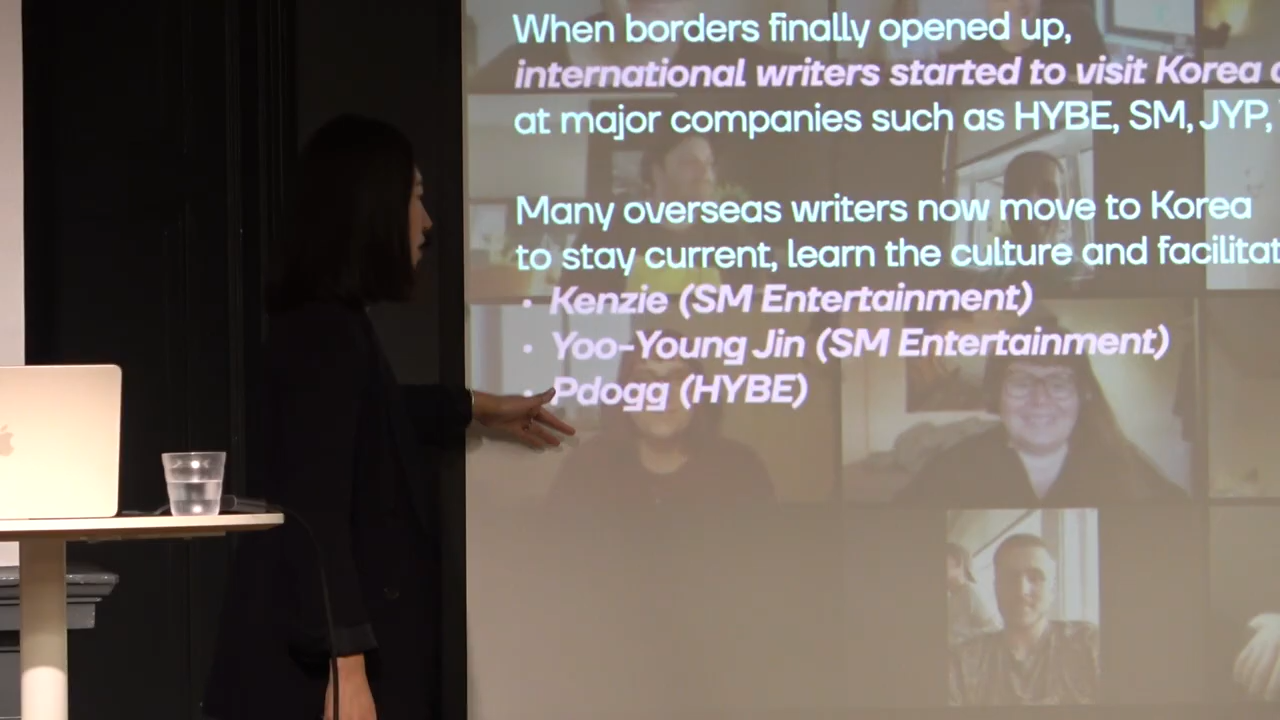 When borders finally opened up,
international writers started to visit Korea
at major companies such as HYBE, SM, JYP,
Many overseas writers now move to Korea
to stay current, learn the culture and facilitat
• Kenzie (SM Entertainment)
• Yoo-Young Jin (SM Entertainment)
• Pdogg (HYBE)